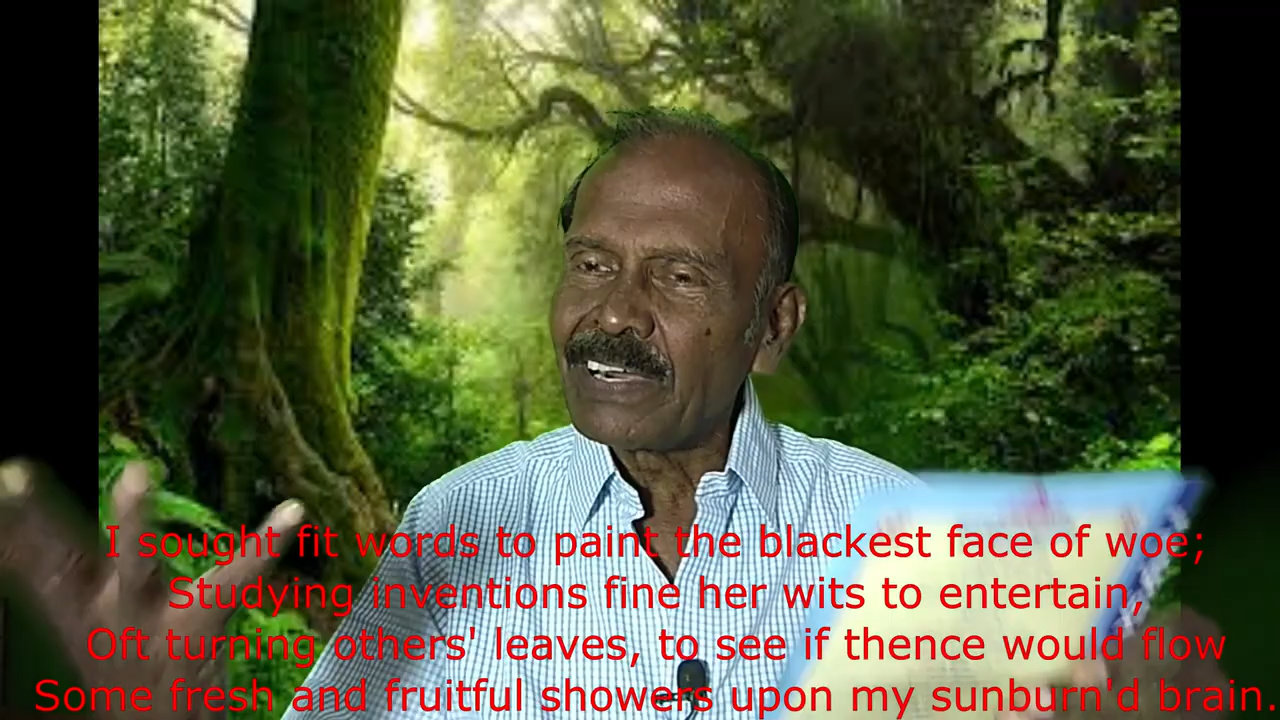 I sought fit words to paint the blackest face of woe;
Studying inventions fine her wits to entertain,
Oft turning others' leaves, to see if thence would flow
Some fresh and fruitful showers upon my sunburn'd brain.